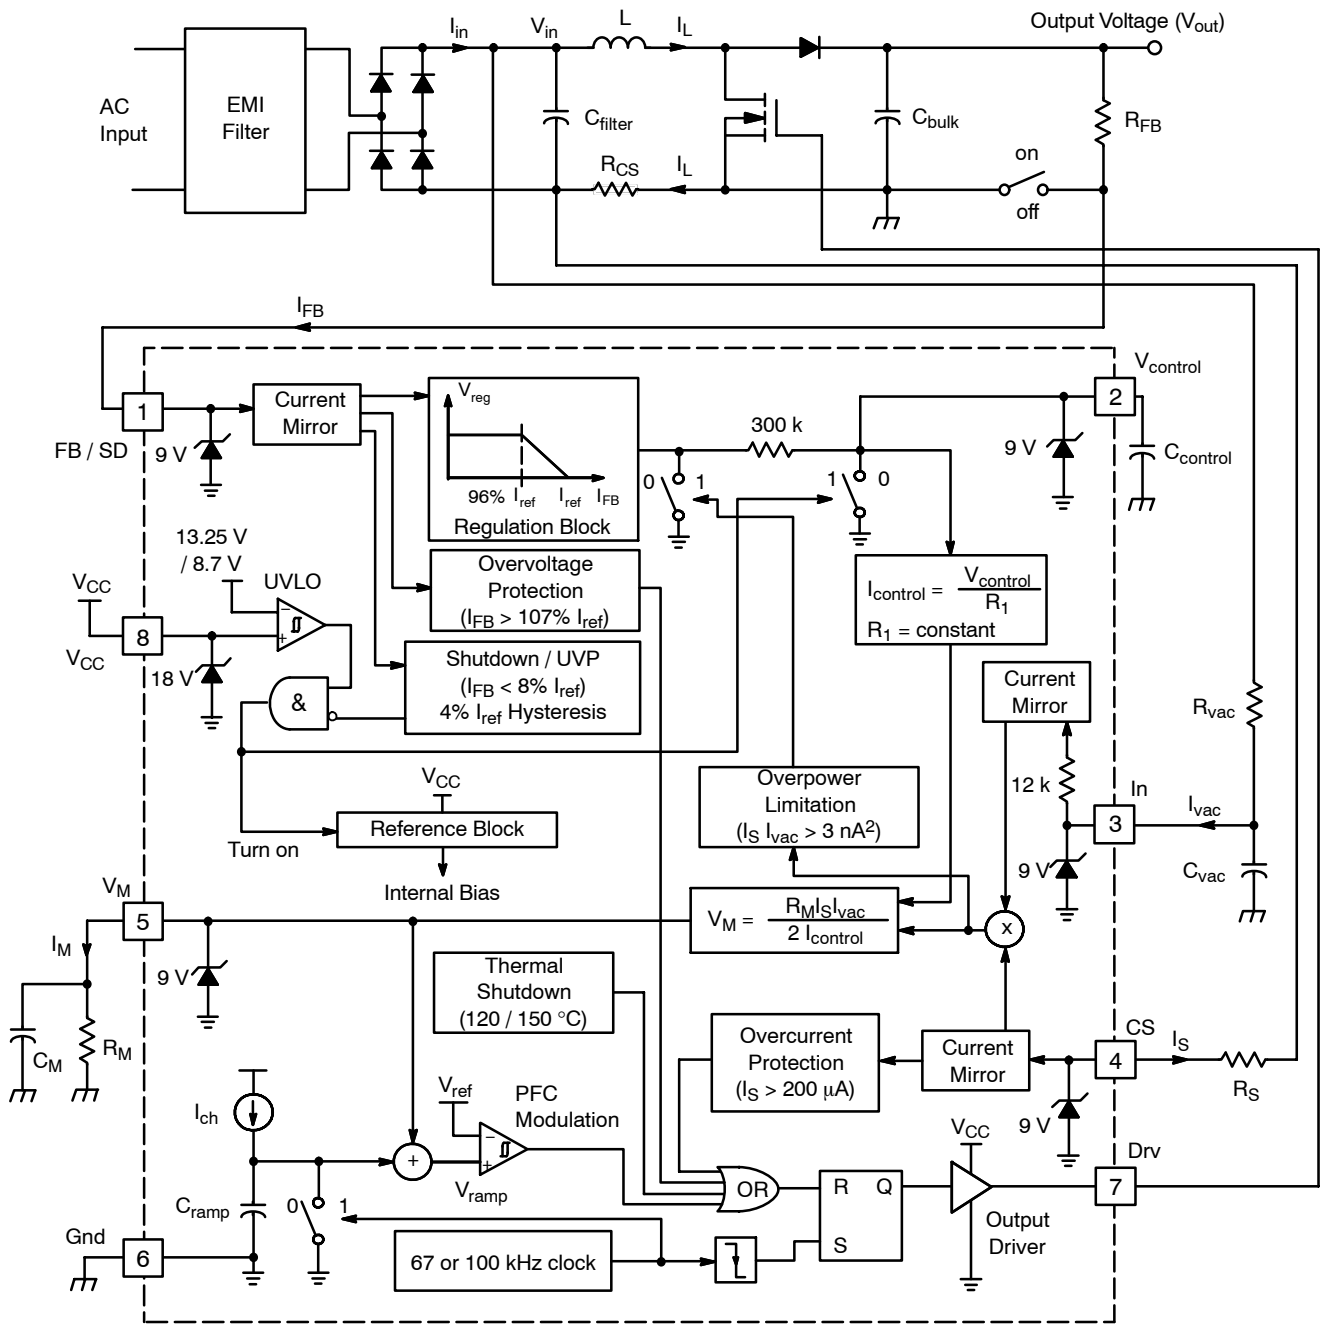 Output Voltage (Vout)
Iin
Vin
L
IL
AC
Input
EMI
Filter
Cfilter
Cbulk
RFB
RCS
IL
on
off
IFB
Vcontrol
1
FB / SD
9 V
Current
Mirror
Vreg
96%
Iref
Iref
IFB
Regulation Block
300 k
0
1
1
0
9 V
2
Ccontrol
13.25 V
/ 8.7 V
UVLO
VCC
8
VCC
18 V
−
+
&
Overvoltage
Protection
(IFB > 107% Iref)
Shutdown / UVP
(IFB < 8% Iref)
4% Iref Hysteresis
Icontrol = Vcontrol
R1
R1 = constant
Current
Mirror
Rvac
12 k
In
3
Ivac
9 V
Cvac
Overpower
Limitation
(IS Ivac > 3 nA2)
VCC
Reference Block
Turn on
Internal Bias
VM
5
IM
9 V
CM
RM
VM = RMISIvac
2 Icontrol
x
Thermal
Shutdown
(120 / 150 °C)
Overcurrent
Protection
(IS > 200 μA)
Current
Mirror
CS
4
IS
RS
9 V
Ich
Vref
PFC
Modulation
−
+
+
Vramp
Cramp
0
1
OR
R
Q
S
VCC
Drv
7
Output
Driver
Gnd
6
67 or 100 kHz clock